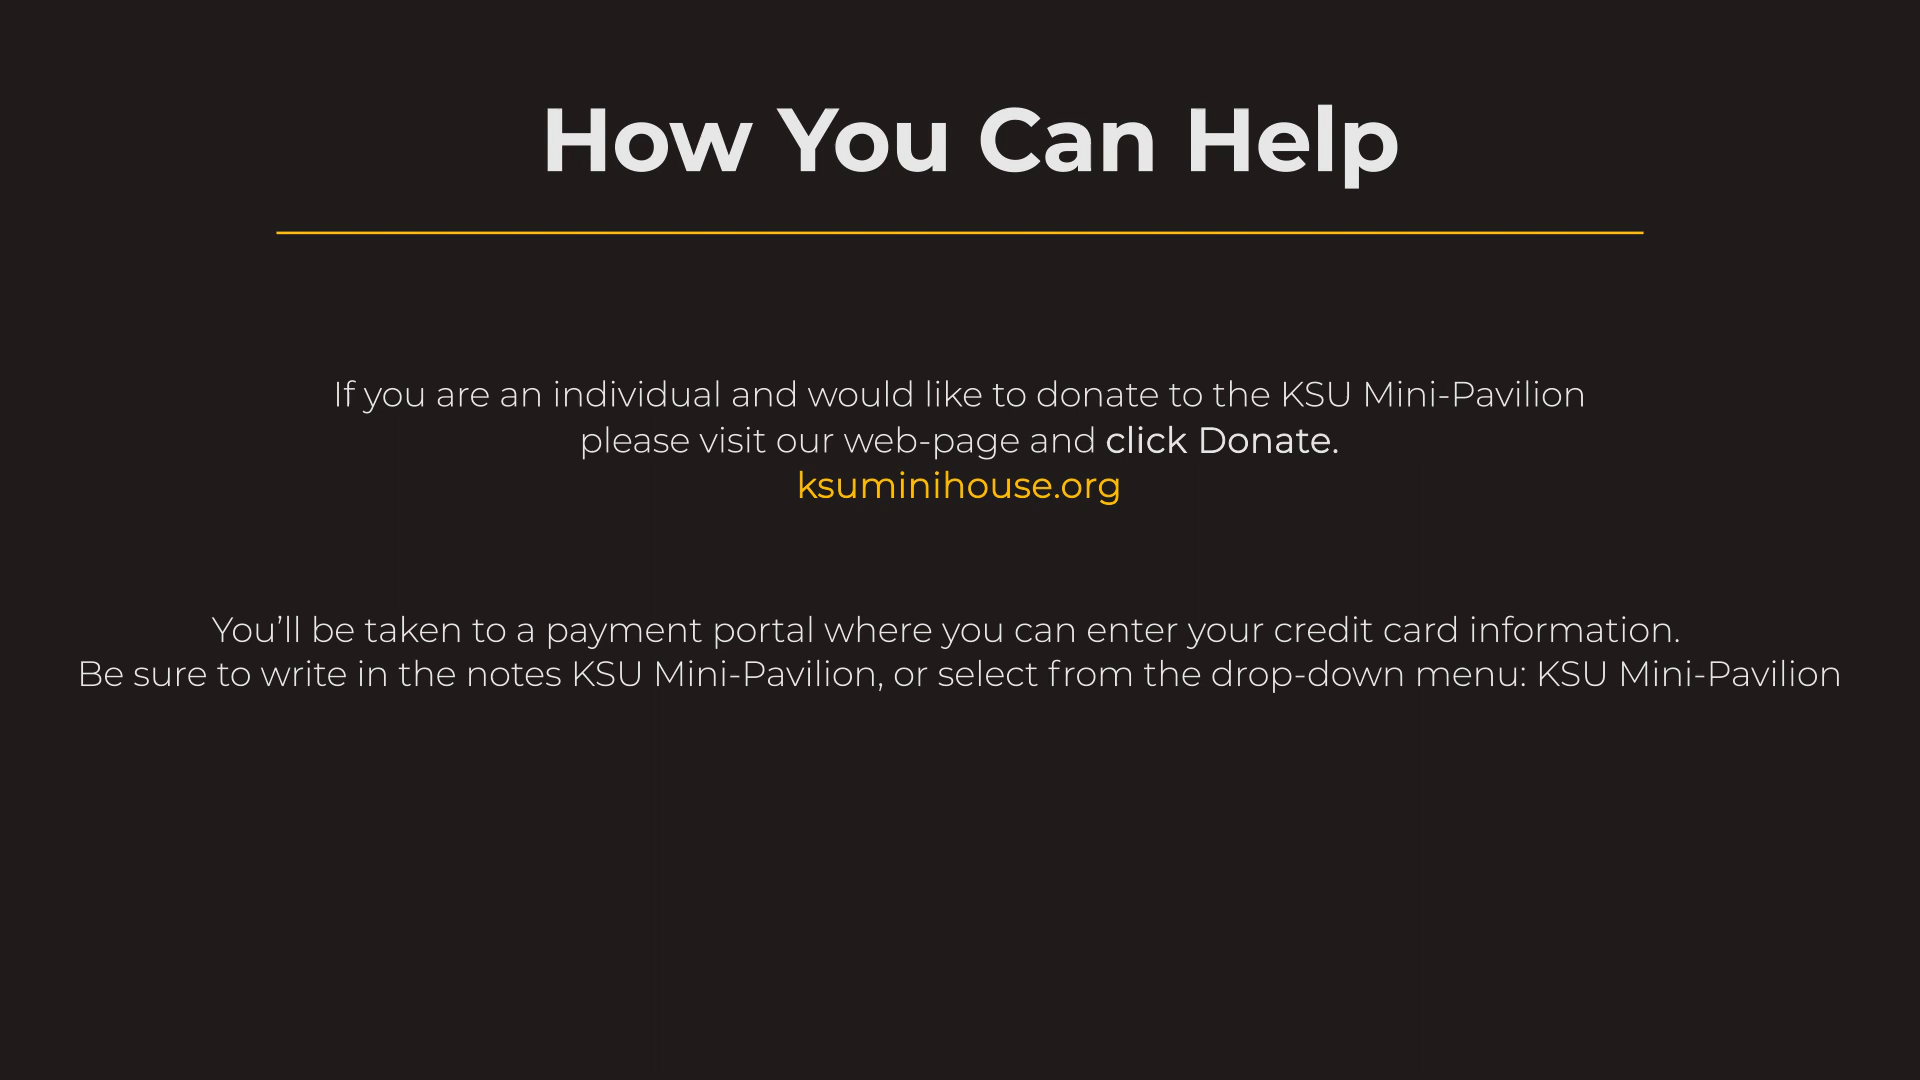 How You Can Help
If you are an individual and would like to donate to the KSU Mini-Pavilion
please visit our web-page and click Donate.
ksuminihouse.org
You’ll be taken to a payment portal where you can enter your credit card information.
Be sure to write in the notes KSU Mini-Pavilion, or select from the drop-down menu: KSU Mini-Pavilion